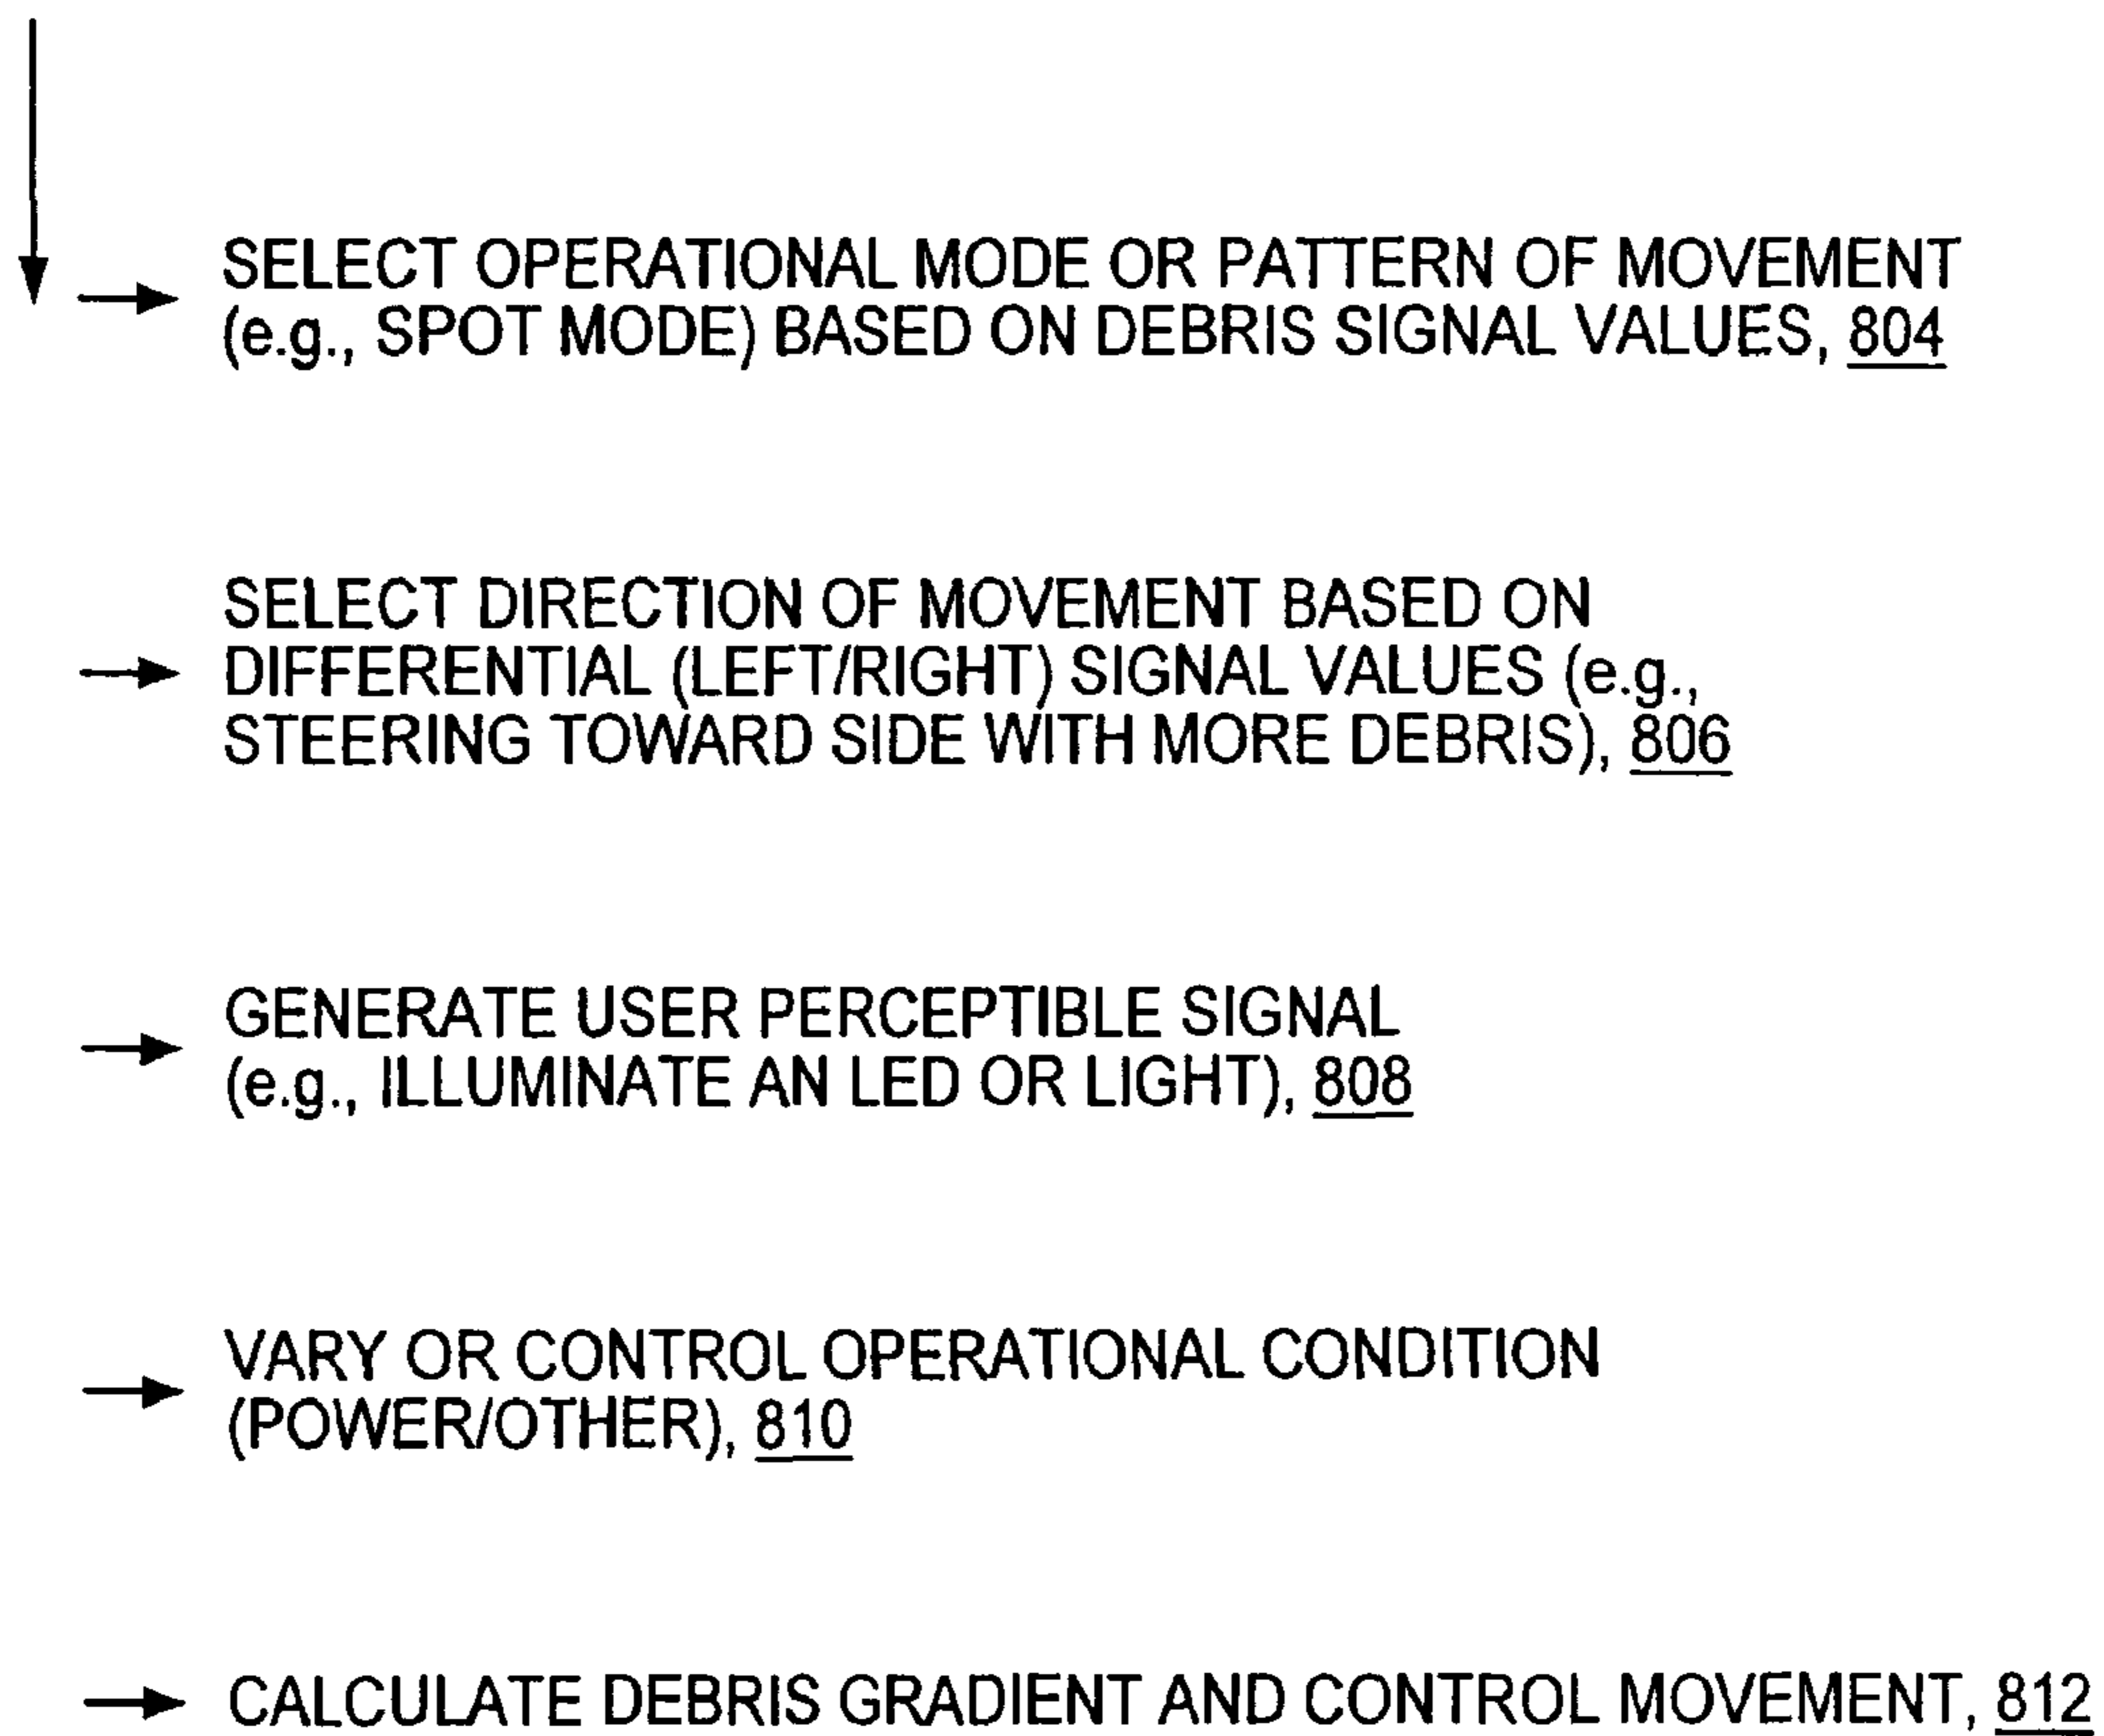 SELECT OPERATIONAL MODE OR PATTERN OF MOVEMENT
(e.g., SPOT MODE) BASED ON DEBRIS SIGNAL VALUES, 804
SELECT DIRECTION OF MOVEMENT BASED ON
DIFFERENTIAL (LEFT/RIGHT) SIGNAL VALUES (e.g.,
STEERING TOWARD SIDE WITH MORE DEBRIS), 806
GENERATE USER PERCEPTIBLE SIGNAL
(e.g., ILLUMINATE AN LED OR LIGHT), 808
VARY OR CONTROL OPERATIONAL CONDITION
(POWER/OTHER), 810
CALCULATE DEBRIS GRADIENT AND CONTROL MOVEMENT, 812